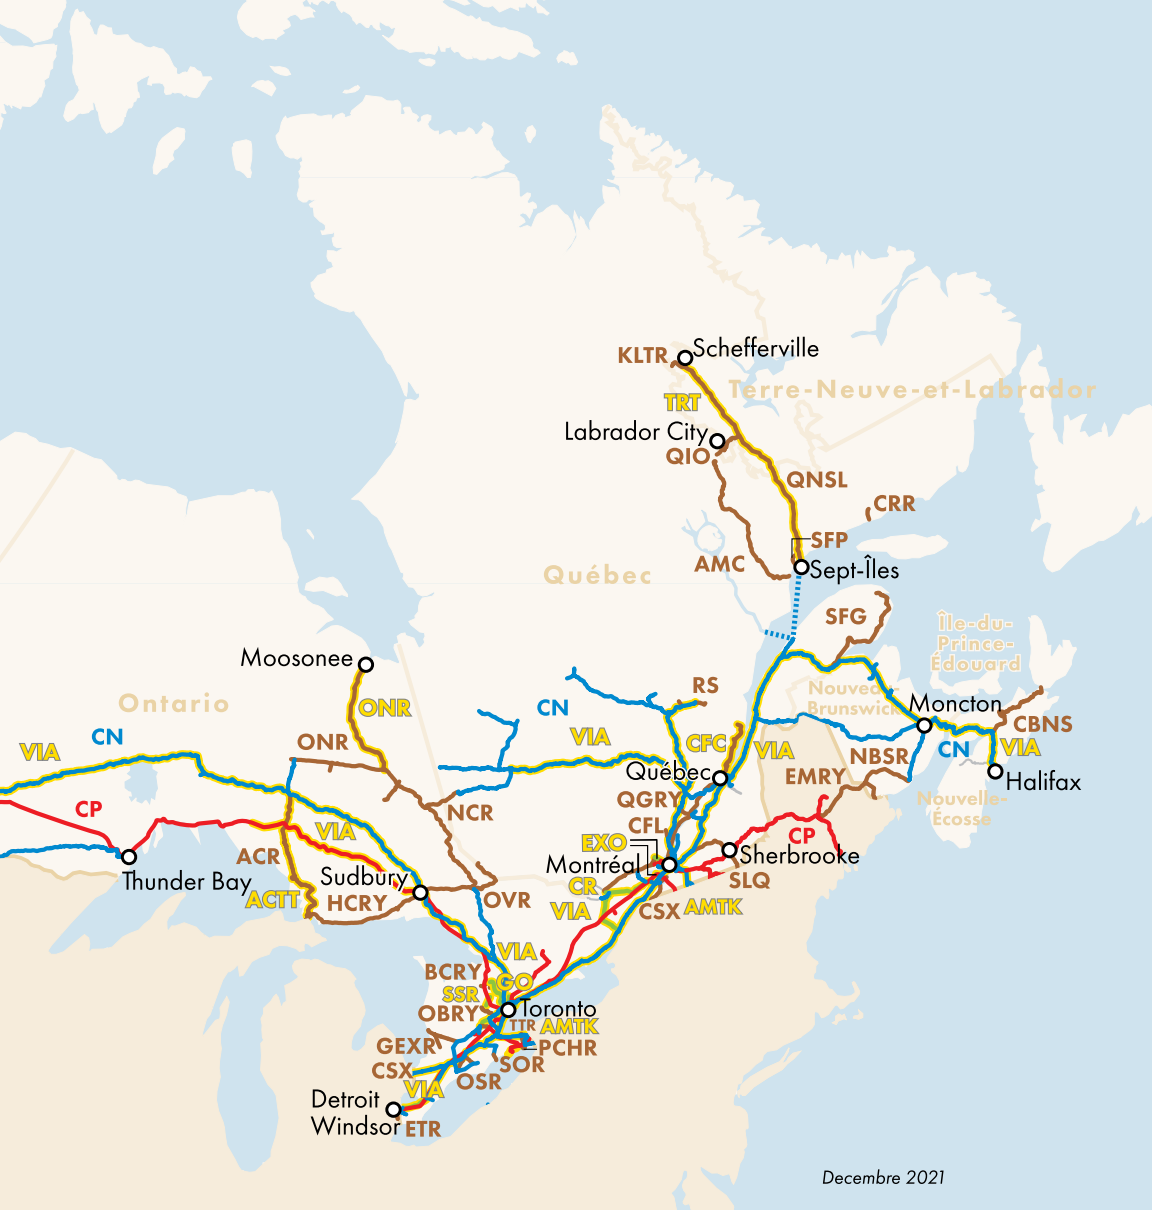 Schefferville
KLTR
Terre-Neuve-et-Labrador
TRT
Labrador City
QIO
QNSL
CRR
SFP
AMC
Sept-Îles
Québec
SFG
Île-du-
Prince-
Édouard
Moosonee
RS
Nouveau-
Brunswick
Moncton
Ontario
ONR
CN
CBNS
CN
VIA
ONR
VIA
CFC
VIA
NBSR
CN
VIA
Québec
EMRY
Halifax
CP
QGRY
Nouvelle-
Écosse
NCR
VIA
CFL
CP
EXO
ACR
Montréal
Sherbrooke
Thunder Bay
Sudbury
SLQ
ACTT
HCRY
OVR
CR
VIA
CSX
AMTK
VIA
BCRY
GO
SSR
OBRY
Toronto
TTR
AMTK
GEXR
PCHR
CSX
SOR
OSR
VIA
Detroit
Windsor
ETR
Decembre 2021